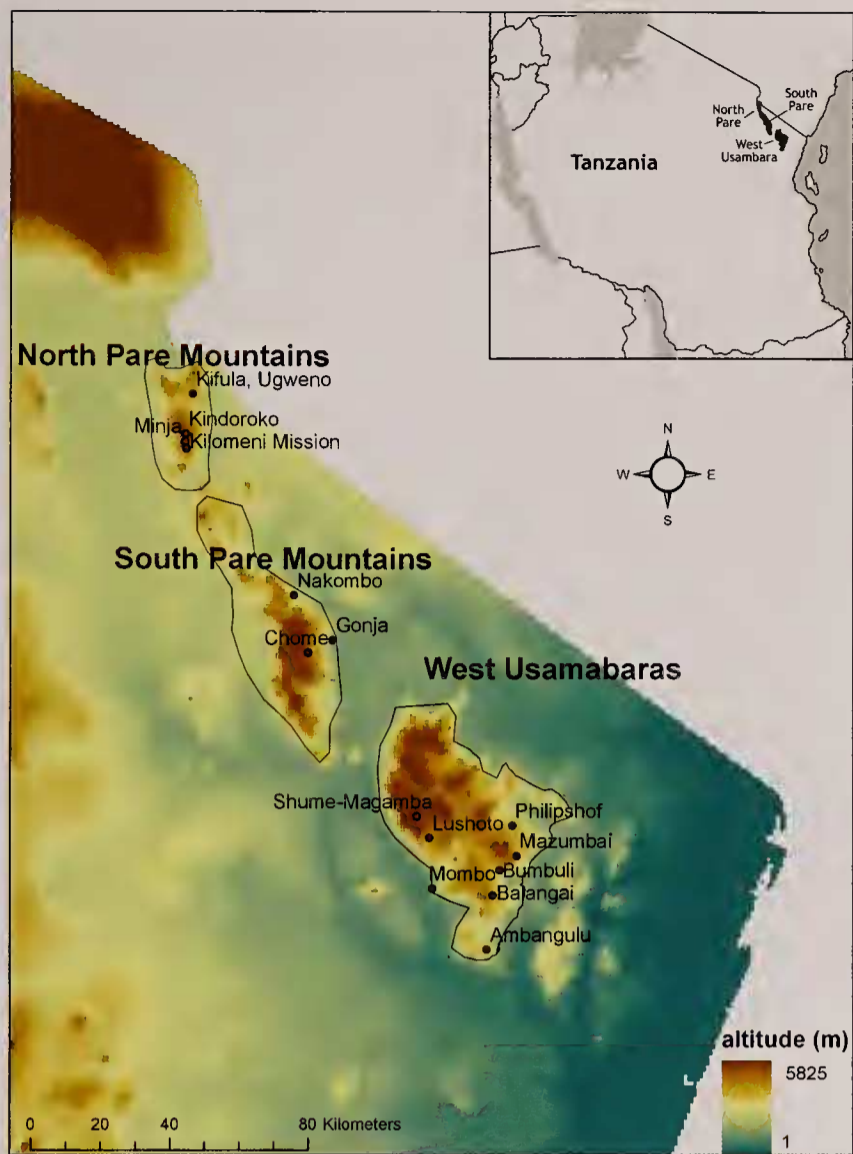 North
Pare
South
Pare
West
Usambara
Tanzania
North Pare Mountains
Kifula, Ugweno
Minja
Kindoroko
Kilomeni Mission
N
W
E
S
South Pare Mountains
Nakombo
Gonja
Chome
West Usamabaras
Shume-Magamba
Lushoto
Philipshof
Mazumbai
Mombo
Bumbuli
Balangai
Ambangulu
altitude (m)
5825
1
0
40
80 Kilometers